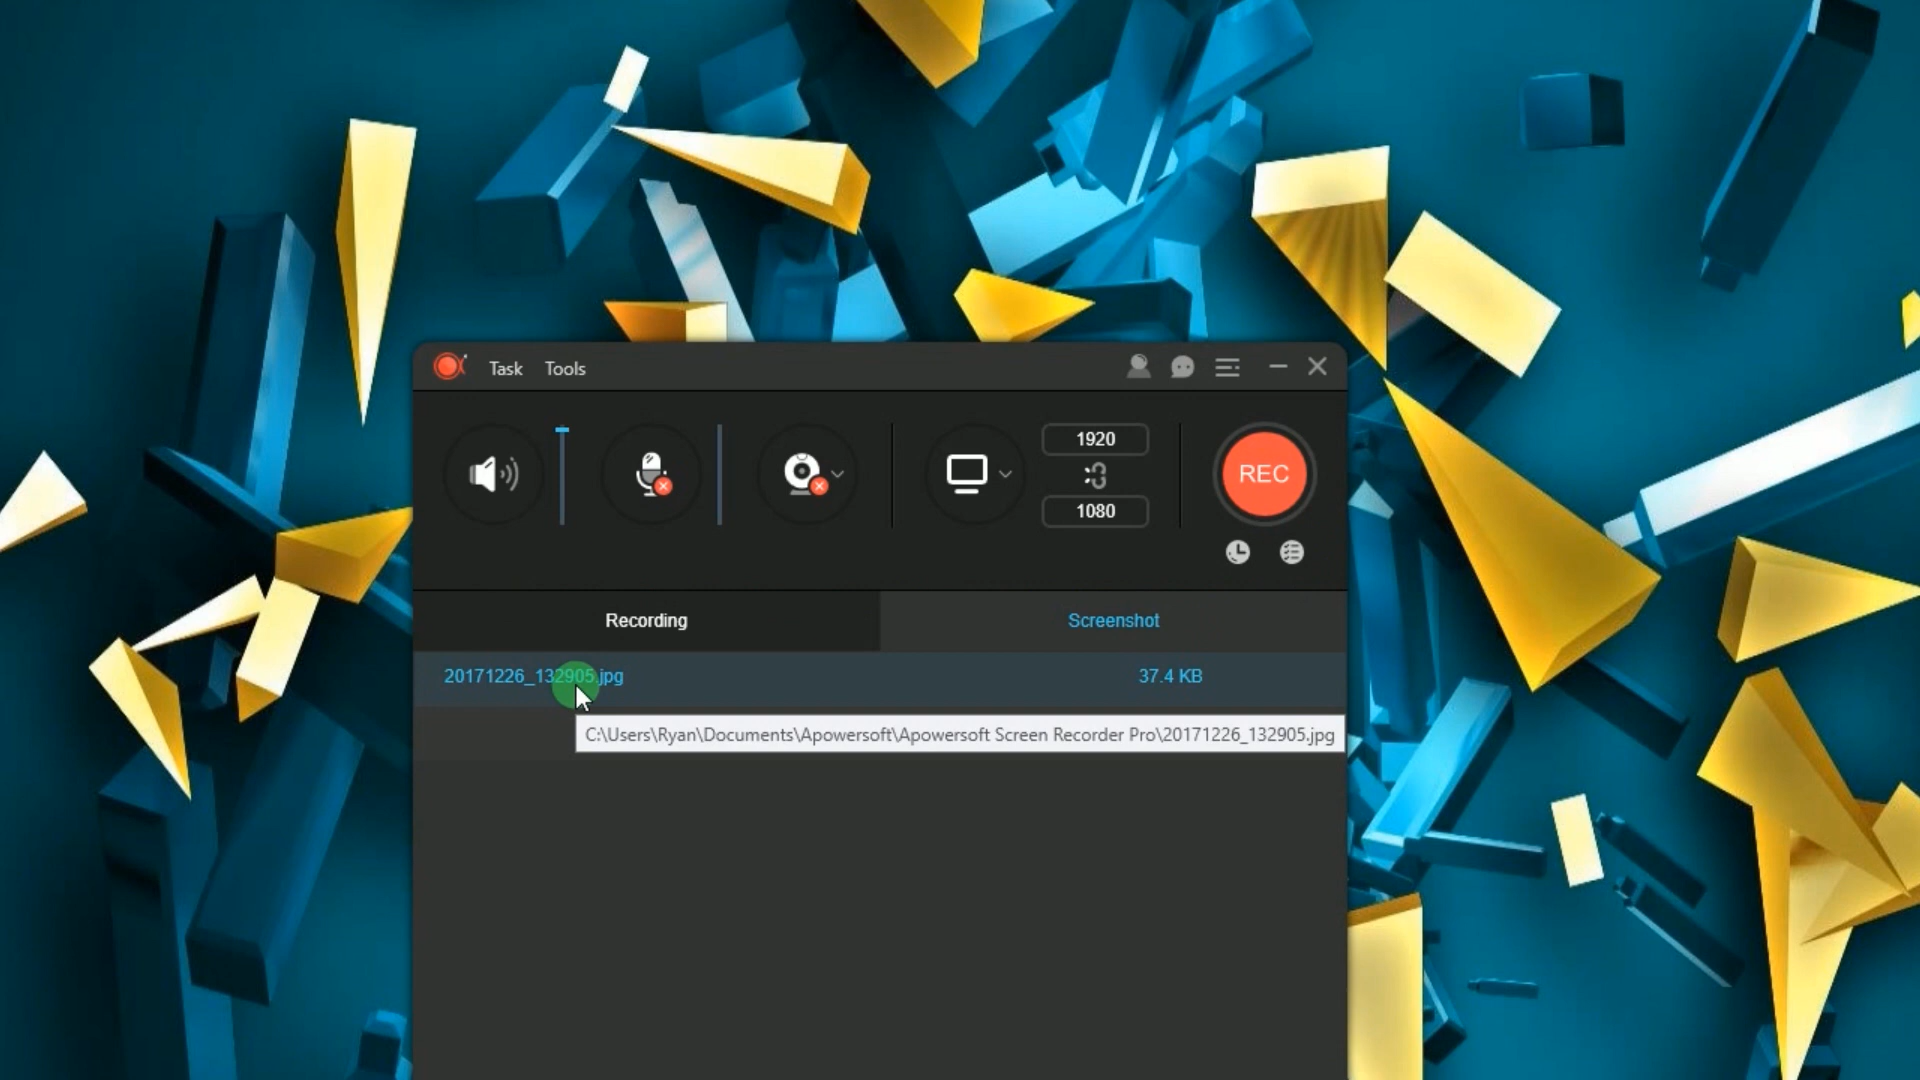 Task Tools
1920
REC
1080
Recording Screenshot
20171226_132905.jpg 37.4 KB
C:\Users\Ryan\Documents\Apowersoft\Apowersoft Screen Recorder Pro\20171226_132905.jpg